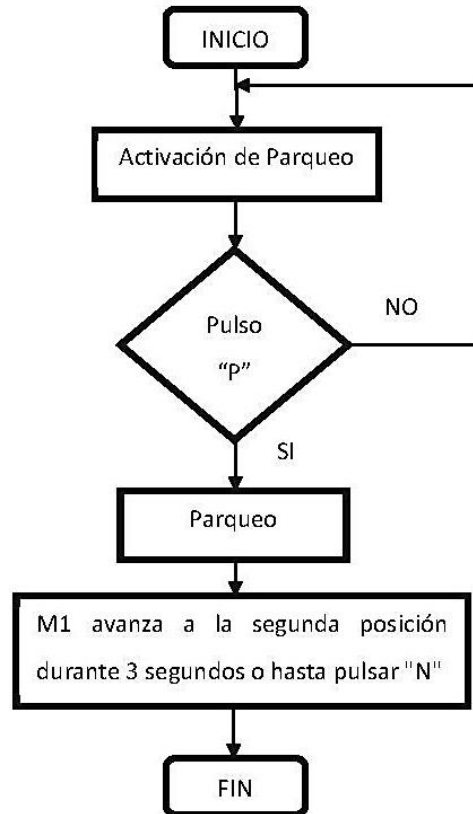 INICIO
Activación de Parqueo
Pulso
“P”
NO
SI
Parqueo
M1 avanza a la segunda posición
durante 3 segundos o hasta pulsar "N"
FIN